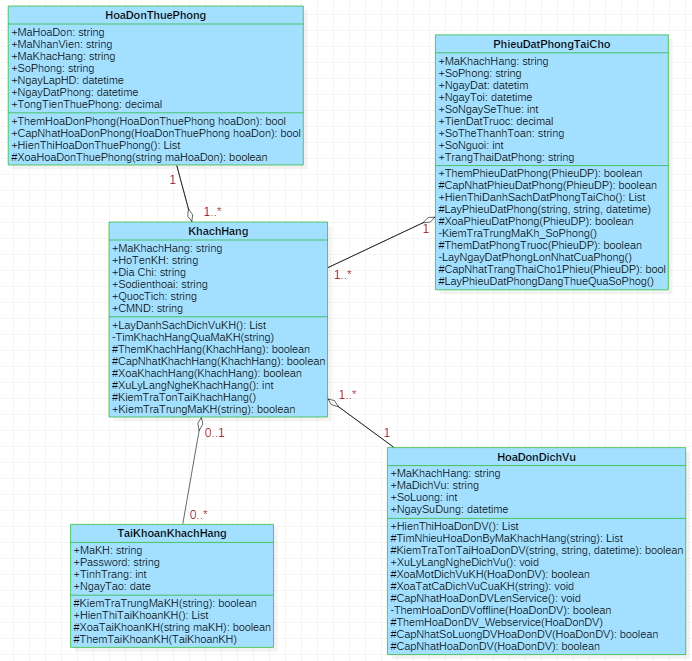 HoaDonThuePhong
+MaHoaDon: string
+MaNhanVien: string
+MaKhacHang: string
+SoPhong: string
+NgayLapHD: datetime
+NgayDatPhong: datetime
+TongTienThuePhong: decimal
+ThemHoaDonPhong(HoaDonThuePhong hoaDon): bool
+CapNhatHoaDonPhong(HoaDonThuePhong hoaDon): bool
+HienThiHoaDonThuePhong(): List
#XoaHoaDonThuePhong(string maHoaDon): boolean
1
1..*
PhieuDatPhongTaiCho
+MaKhachHang: string
+SoPhong: string
+NgayDat: datetim
+NgayToi: datetime
+SoNgaySeThue: int
+TienDatTruoc: decimal
+SoTheThanhToan: string
+SoNguoi: int
+TrangThaiDatPhong: string
+ThemPhieuDatPhong(PhieuDP): boolean
#CapNhatPhieuDatPhong(PhieuDP): boolean
+HienThiDanhSachDatPhongTaiCho(): List
#LayPhieuDatPhong(string, string, datetime)
#XoaPhieuDatPhong(PhieuDP): boolean
-KiemTraTrungMaKh_SoPhong()
#ThemDatPhongTruoc(PhieuDP): boolean
-LayNgayDatPhongLonNhatCuaPhong()
#CapNhatTrangThaiCho1Phieu(PhieuDP): bool
#LayPhieuDatPhongDangThueQuaSoPhog()
1
1..*
KhachHang
+MaKhachHang: string
+HoTenKH: string
+Dia Chi: string
+Sodienthoai: string
+QuocTich: string
+CMND: string
+LayDanhSachDichVuKH(): List
-TimKhachHangQuaMaKH(string)
#ThemKhachHang(KhachHang): boolean
#CapNhatKhachHang(KhachHang): boolean
#XoaKhachHang(KhachHang): boolean
#XuLyLangNgheKhachHang(): int
#KiemTraTonTaiKhachHang()
+KiemTraTrungMaKH(string): boolean
1..*
1
0..1
0..*
HoaDonDichVu
+MaKhachHang: string
+MaDichVu: string
+SoLuong: int
+NgaySuDung: datetime
+HienThiHoaDonDV(): List
#TimNhieuHoaDonByMaKhachHang(string): List
#KiemTraTonTaiHoaDonDV(string, string, datetime): boolean
+XuLyLangNgheDichVu(): void
#XoaMotDichVuKH(HoaDonDV): boolean
#XoaTatCaDichVuCuaKH(string): void
#CapNhatHoaDonDVLenService(): void
-ThemHoaDonDVoffline(HoaDonDV): boolean
#ThemHoaDonDV_Webservice(HoaDonDV)
#CapNhatSoLuongDVHoaDonDV(HoaDonDV): boolean
#CapNhatHoaDonDV(HoaDonDV): boolean
TaiKhoanKhachHang
+MaKH: string
+Password: string
+TinhTrang: int
+NgayTao: date
#KiemTraTrungMaKH(string): boolean
+HienThiTaiKhoanKH(): List
#XoaTaiKhoanKH(string maKH): boolean
#ThemTaiKhoanKH(TaiKhoanKH)